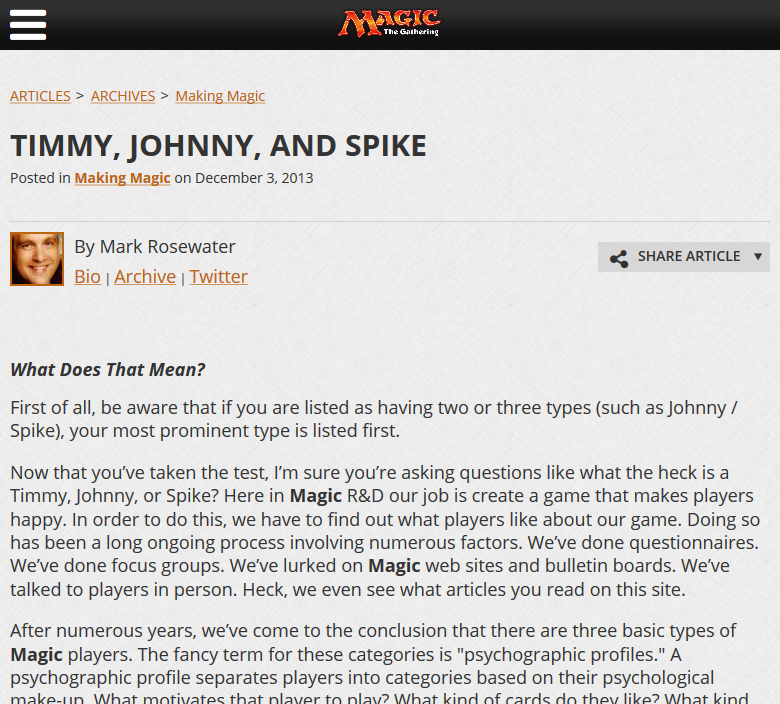 MAGIC
The Gathering
ARTICLES > ARCHIVES > Making Magic
TIMMY, JOHNNY, AND SPIKE
Posted in Making Magic on December 3, 2013
By Mark Rosewater
SHARE ARTICLE ▼
Bio | Archive | Twitter
What Does That Mean?
First of all, be aware that if you are listed as having two or three types (such as Johnny /
Spike), your most prominent type is listed first.
Now that you’ve taken the test, I’m sure you’re asking questions like what the heck is a
Timmy, Johnny, or Spike? Here in Magic R&D our job is create a game that makes players
happy. In order to do this, we have to find out what players like about our game. Doing so
has been a long ongoing process involving numerous factors. We’ve done questionnaires.
We’ve done focus groups. We’ve lurked on Magic web sites and bulletin boards. We’ve
talked to players in person. Heck, we even see what articles you read on this site.
After numerous years, we’ve come to the conclusion that there are three basic types of
Magic players. The fancy term for these categories is "psychographic profiles." A
psychographic profile separates players into categories based on their psychological
make-up. What motivates that player to play? What kind of cards do they like? What kind